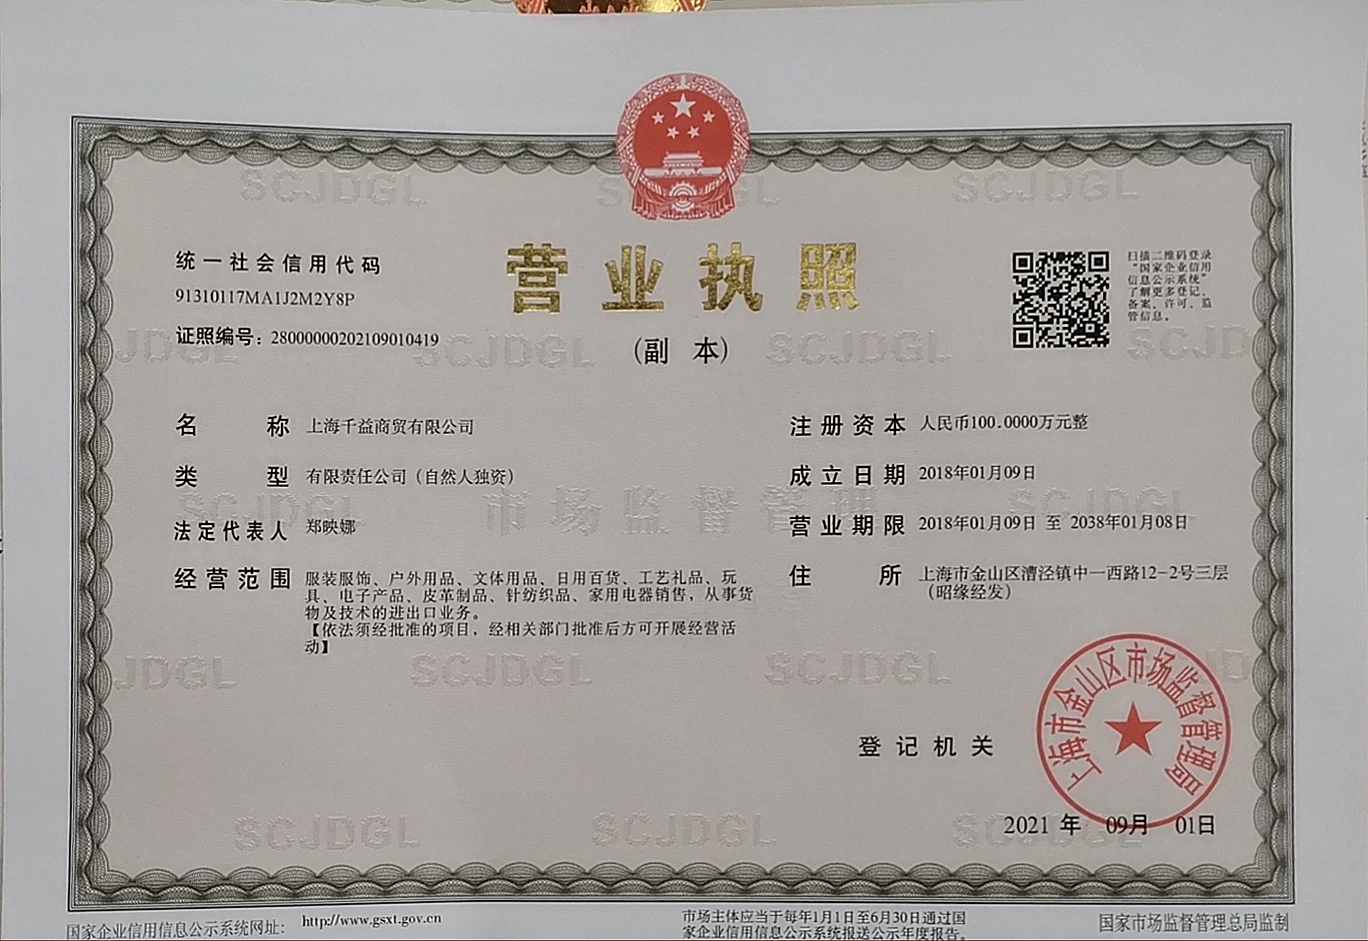 营业执照
(副 本)
统一社会信用代码
91310117MA1J2M2Y8P
证照编号：28000000202109010419
扫描二维码登录
“国家企业信用
信息公示系统”
了解更多登记、
备案、许可、监
管信息。
名称 上海千益商贸有限公司
类型 有限责任公司（自然人独资）
法定代表人 郑映娜
经营范围 服装服饰、户外用品、文体用品、日用百货、工艺礼品、玩
具、电子产品、皮革制品、针纺织品、家用电器销售，从事货
物及技术的进出口业务。
【依法须经批准的项目，经相关部门批准后方可开展经营活
动】
注册资本 人民币100.0000万元整
成立日期 2018年01月09日
营业期限 2018年01月09日 至 2038年01月08日
住所 上海市金山区漕泾镇中一西路12-2号三层
（昭缘经发）
登记机关
上海市金山区市场监督管理局
2021 年 09月 01日
国家企业信用信息公示系统网址： http://www.gsxt.gov.cn
市场主体应当于每年1月1日至6月30日通过国
家企业信用信息公示系统报送公示年度报告。
国家市场监督管理总局监制
SCJDGL
市场监督管理